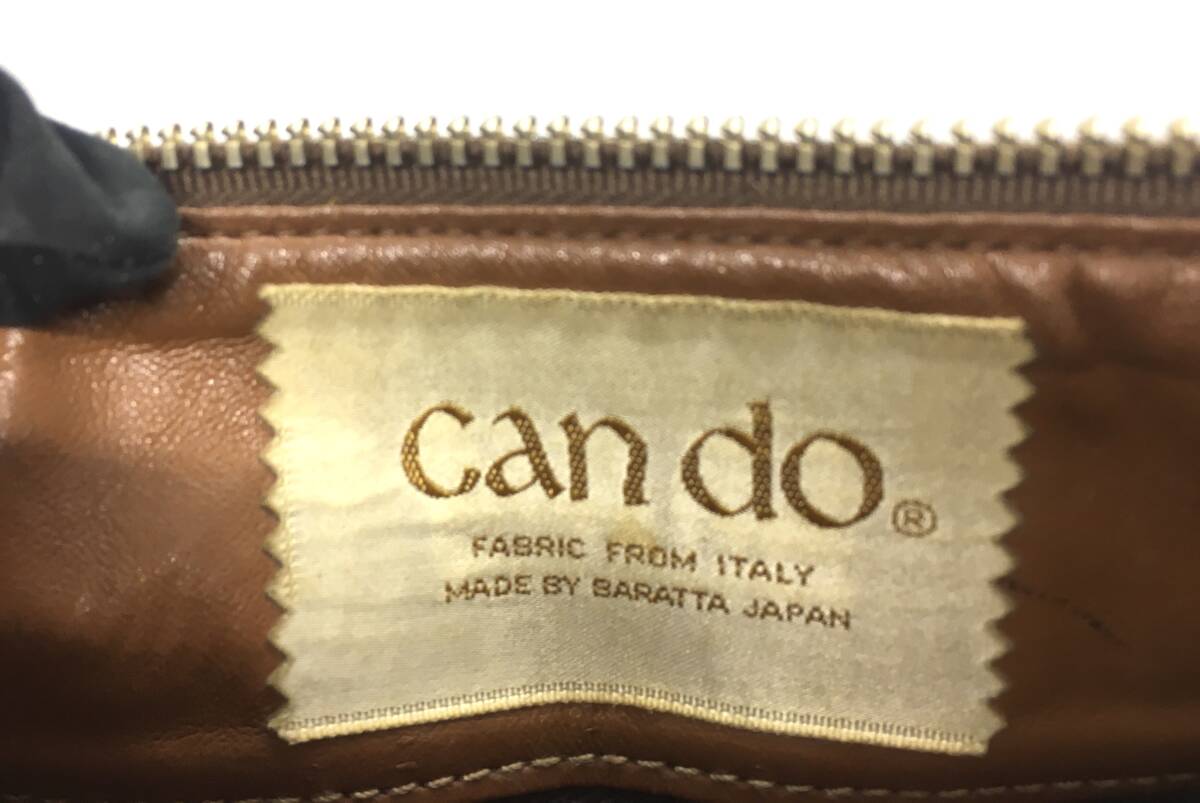 can do ®
FABRIC FROM ITALY
MADE BY BARATTA JAPAN